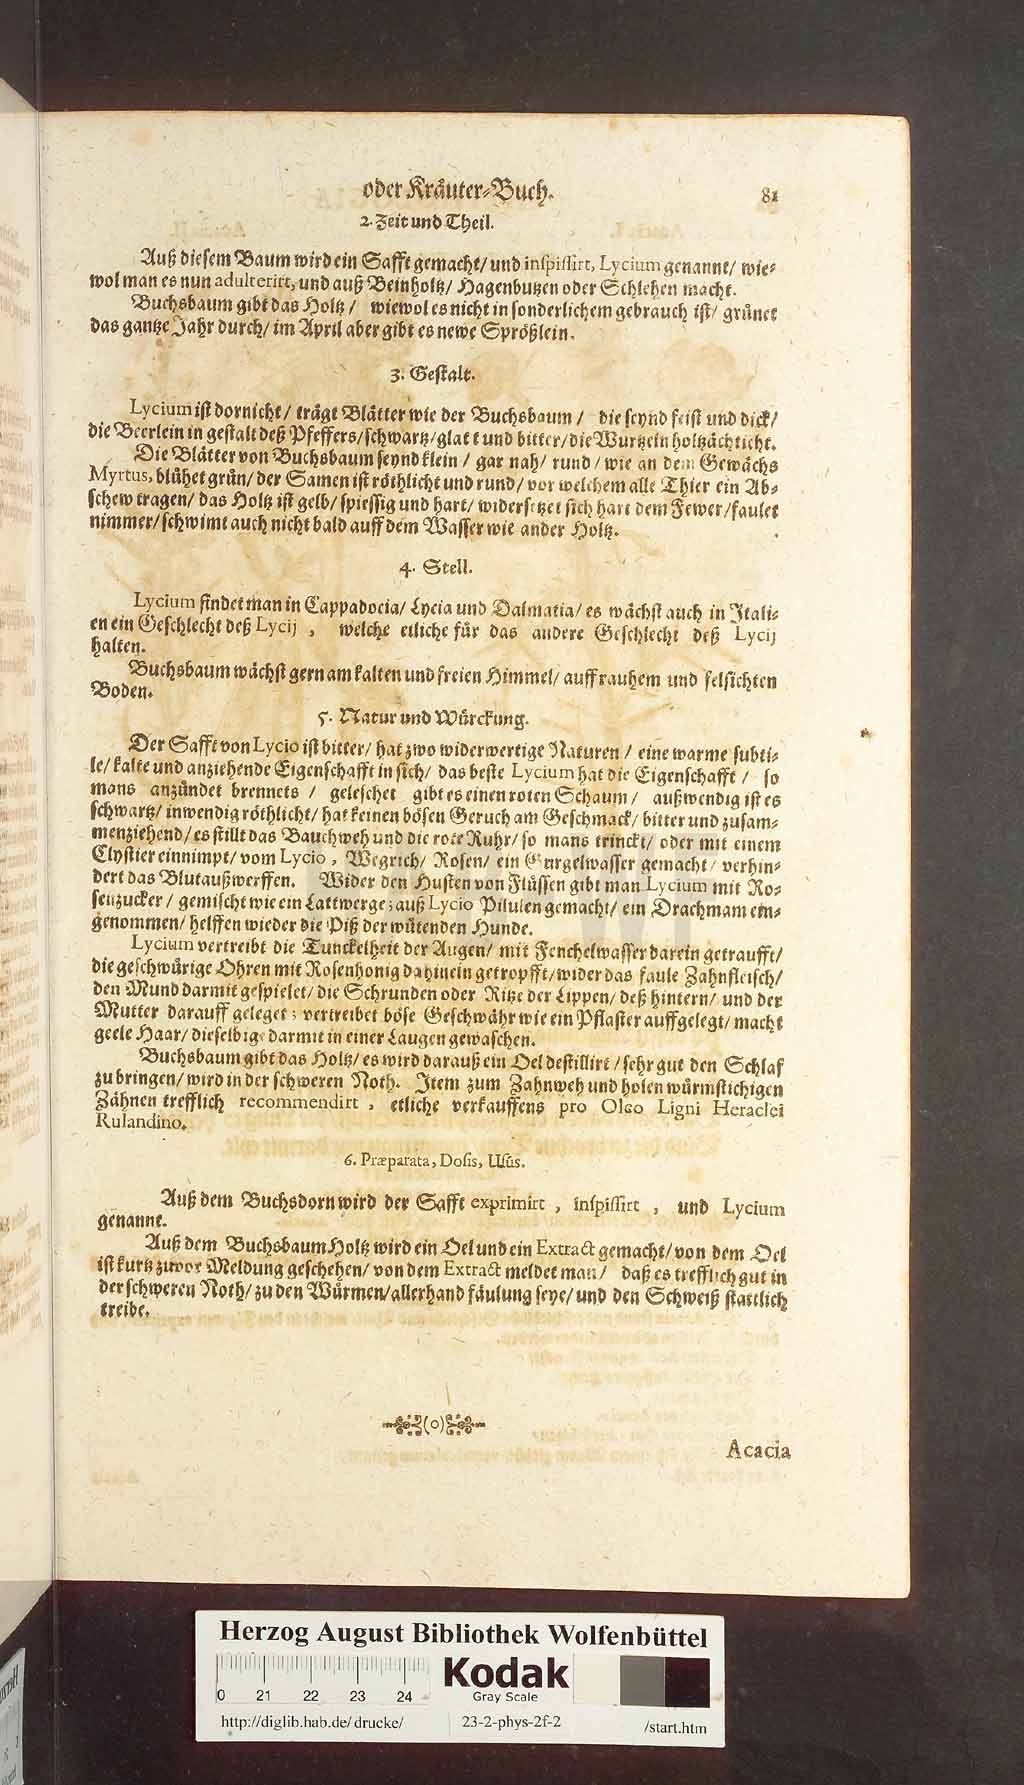 oder Kräuter-Buch. 81
2. Zeit und Theil.
Auß diesem Baum wird ein Safft gemacht/ und inspissirt, Lycium genannt/ wie-
wol man es nun adulterirt, und auß Beinholtz/ Hagenbutzen oder Schlehen macht.
Buchsbaum gibt das Holtz/ wiewol es nicht in sonderlichem gebrauch ist/ grünet
das gantze Jahr durch/ im April aber gibt es newe Sprößlein.
3. Gestalt.
Lycium ist dornicht/ trägt Blätter wie der Buchsbaum/ die seynd feist und dick/
die Beerlein in gestalt deß Pfeffers/ schwartz/ glatt und bitter/ die Wurtzeln holtzächticht.
Die Blätter von Buchsbaum seynd klein/ gar nah/ rund/ wie an dem Gewächs
Myrtus, blühet grün/ der Samen ist röthlicht und rund/ vor welchem alle Thier ein Ab-
schew tragen/ das Holtz ist gelb/ spiessig und hart/ widersetzet sich hart dem Fewer/ faulet
nimmer/ schwimt auch nicht bald auff dem Wasser wie ander Holtz.
4. Stell.
Lycium findet man in Cappadocia/ Lycia und Dalmatia/ es wächst auch in Itali-
en ein Geschlecht deß Lycij, welche etliche für das andere Geschlecht deß Lycij
halten.
Buchsbaum wächst gern am kalten und freien Himmel/ auff rauhem und felsichten
Boden.
5. Natur und Würckung.
Der Safft von Lycio ist bitter/ hat zwo widerwertige Naturen/ eine warme subti-
le/ kalte und anziehende Eigenschafft in sich/ das beste Lycium hat die Eigenschafft/ so
mans anzündet brennets/ geleschet gibt es einen roten Schaum/ außwendig ist es
schwartz/ inwendig röthlicht/ hat keinen bösen Geruch am Geschmack/ bitter und zusam-
menziehend/ es stillt das Bauchweh und die rote Ruhr/ so mans trinckt/ oder mit einem
Clystier einnimpt/ vom Lycio, Wegrich/ Rosen/ ein Gurgelwasser gemacht/ verhin-
dert das Blutaußwerffen. Wider den Husten von Flüssen gibt man Lycium mit Ro-
senzucker/ gemischt wie ein Lattwerge; auß Lycio Pilulen gemacht/ ein Drachmam ein-
genommen/ helffen wieder die Piß der wütenden Hunde.
Lycium vertreibt die Tunckelheit der Augen/ mit Fenchelwasser darein getraufft/
die geschwürige Ohren mit Rosenhonig dahinein getropfft/ wider das faule Zahnfleisch/
den Mund darmit gespielet/ die Schrunden oder Ritze der Lippen/ deß hintern/ und der
Mutter darauff geleget; vertreibet böse Geschwähr wie ein Pflaster auffgelegt/ macht
geele Haar/ dieselbige darmit in einer Laugen gewaschen.
Buchsbaum gibt das Holtz/ es wird darauß ein Oel destillirt/ sehr gut den Schlaf
zu bringen/ wird in der schweren Noth. Item zum Zahnweh und holen würmstichigen
Zähnen trefflich recommendirt, etliche verkauffens pro Oleo Ligni Heraclei
Rulandino.
6. Præparata, Dosis, Usûs.
Auß dem Buchsdorn wird der Safft exprimirt, inspissirt, und Lycium
genannt.
Auß dem Buchsbaum Holtz wird ein Oel und ein Extract gemacht/ von dem Oel
ist kurtz zuvor Meldung geschehen/ von dem Extract meldet man/ daß es trefflich gut in
der schweren Noth/ zu den Würmen/ allerhand fäulung seye/ und den Schweiß stattlich
treibe.
(o)
Acacia
Herzog August Bibliothek Wolfenbüttel
Kodak
Gray Scale
0 21 22 23 24
http://diglib.hab.de/drucke/ 23-2-phys-2f-2 /start.htm